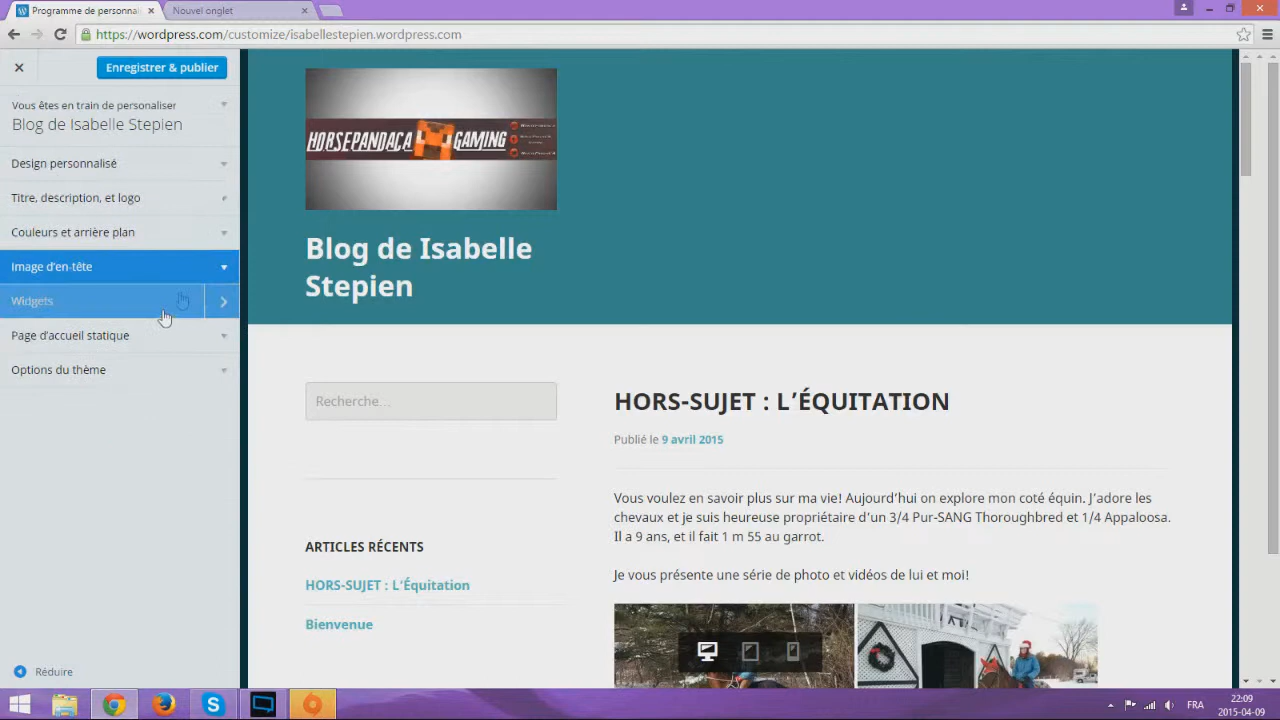 Programme de personna
Nouvel onglet
https://wordpress.com/customize/isabellestepien.wordpress.com
Enregistrer & publier
Vous êtes en train de personaliser
Blog de Isabelle Stepien
Design personnalisé
Titre, description, et logo
Couleurs et arrière plan
Image d'en-tête
Widgets
Page d'accueil statique
Options du thème
Réduire
HORSEPANDACA GAMING
Blog de Isabelle
Stepien
Recherche…
ARTICLES RÉCENTS
HORS-SUJET : L'Équitation
Bienvenue
HORS-SUJET : L'ÉQUITATION
Publié le 9 avril 2015
Vous voulez en savoir plus sur ma vie! Aujourd'hui on explore mon coté équin. J'adore les
chevaux et je suis heureuse propriétaire d'un 3/4 Pur-SANG Thoroughbred et 1/4 Appaloosa.
Il a 9 ans, et il fait 1 m 55 au garrot.
Je vous présente une série de photo et vidéos de lui et moi!
FRA
22:09
2015-04-09